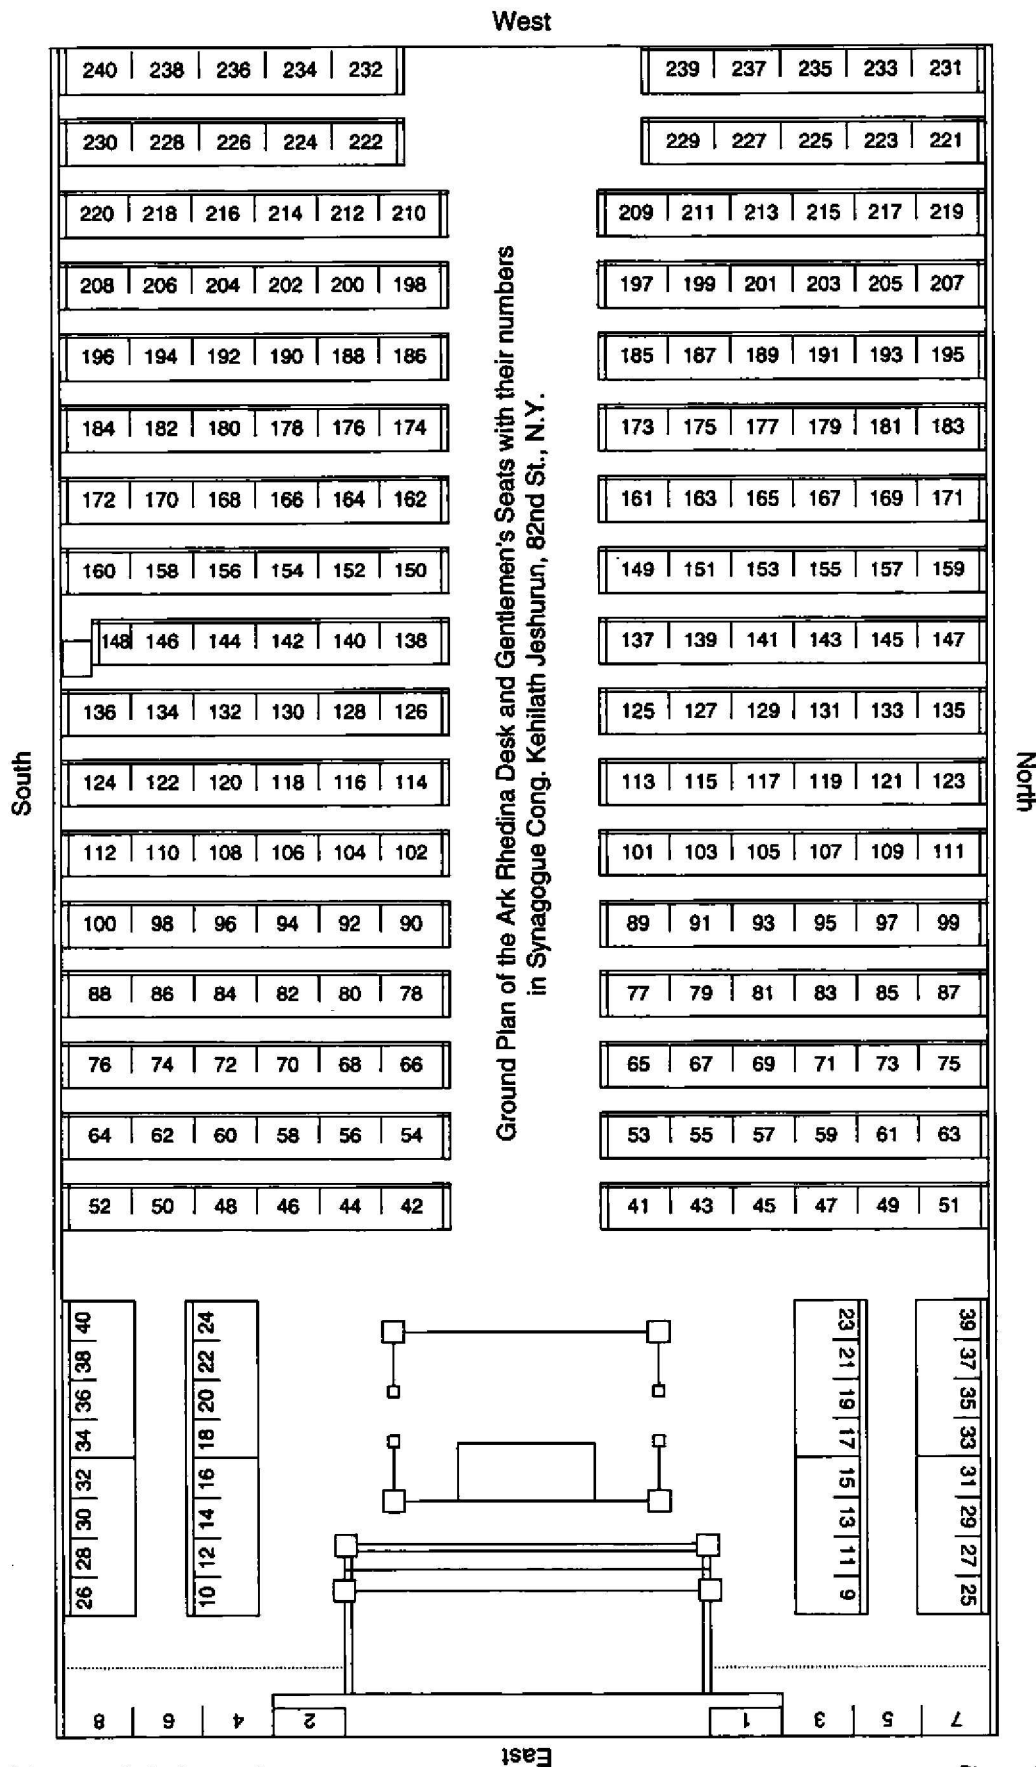 West
240 238 236 234 232 239 237 235 233 231
230 228 226 224 222 229 227 225 223 221
220 218 216 214 212 210 209 211 213 215 217 219
208 206 204 202 200 198 197 199 201 203 205 207
196 194 192 190 188 186 185 187 189 191 193 195
184 182 180 178 176 174 173 175 177 179 181 183
172 170 168 166 164 162 161 163 165 167 169 171
160 158 156 154 152 150 149 151 153 155 157 159
148 146 144 142 140 138 137 139 141 143 145 147
136 134 132 130 128 126 125 127 129 131 133 135
124 122 120 118 116 114 113 115 117 119 121 123
112 110 108 106 104 102 101 103 105 107 109 111
100 98 96 94 92 90 89 91 93 95 97 99
88 86 84 82 80 78 77 79 81 83 85 87
76 74 72 70 68 66 65 67 69 71 73 75
64 62 60 58 56 54 53 55 57 59 61 63
52 50 48 46 44 42 41 43 45 47 49 51
Ground Plan of the Ark Rhedina Desk and Gentlemen's Seats with their numbers
in Synagogue Cong. Kehilath Jeshurun, 82nd St., N.Y.
South
North
40 24 23 39
38 22 21 37
36 20 19 35
34 18 17 33
32 16 15 31
30 14 13 29
28 12 11 27
26 10 9 25
8 6 4 2 1 3 5 7
East